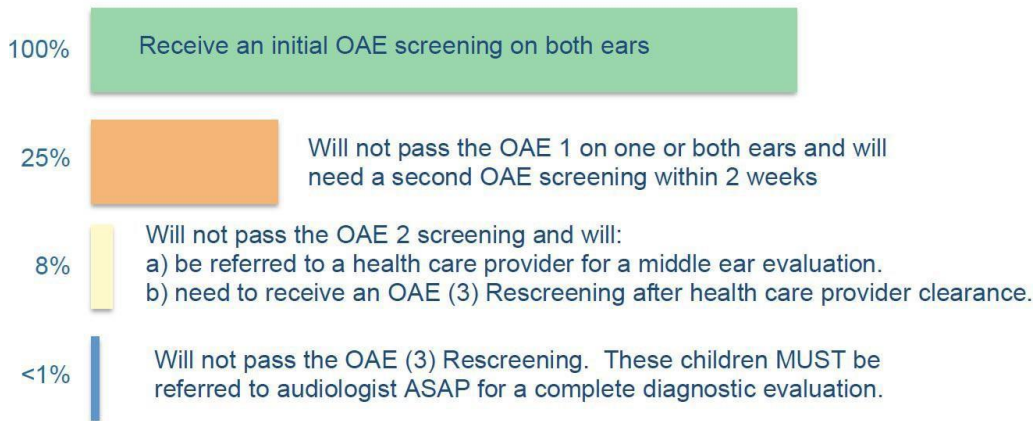 100%
Receive an initial OAE screening on both ears
25%
Will not pass the OAE 1 on one or both ears and will
need a second OAE screening within 2 weeks
8%
Will not pass the OAE 2 screening and will:
a) be referred to a health care provider for a middle ear evaluation.
b) need to receive an OAE (3) Rescreening after health care provider clearance.
<1%
Will not pass the OAE (3) Rescreening.  These children MUST be
referred to audiologist ASAP for a complete diagnostic evaluation.